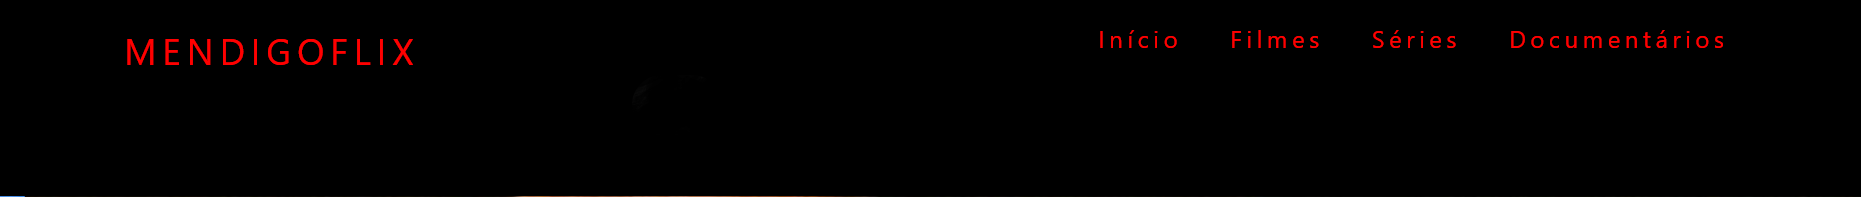 MENDIGOFLIX
Início Filmes Séries Documentários